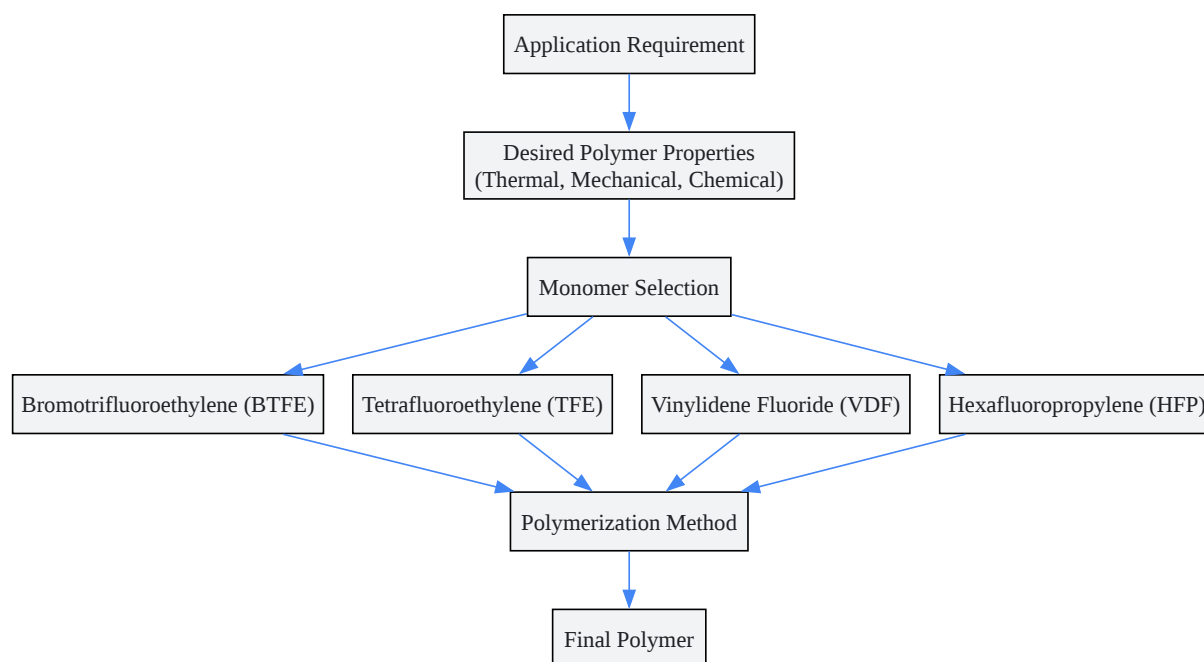 Application Requirement
Desired Polymer Properties
(Thermal, Mechanical, Chemical)
Monomer Selection
Bromotrifluoroethylene (BTFE)
Tetrafluoroethylene (TFE)
Vinylidene Fluoride (VDF)
Hexafluoropropylene (HFP)
Polymerization Method
Final Polymer